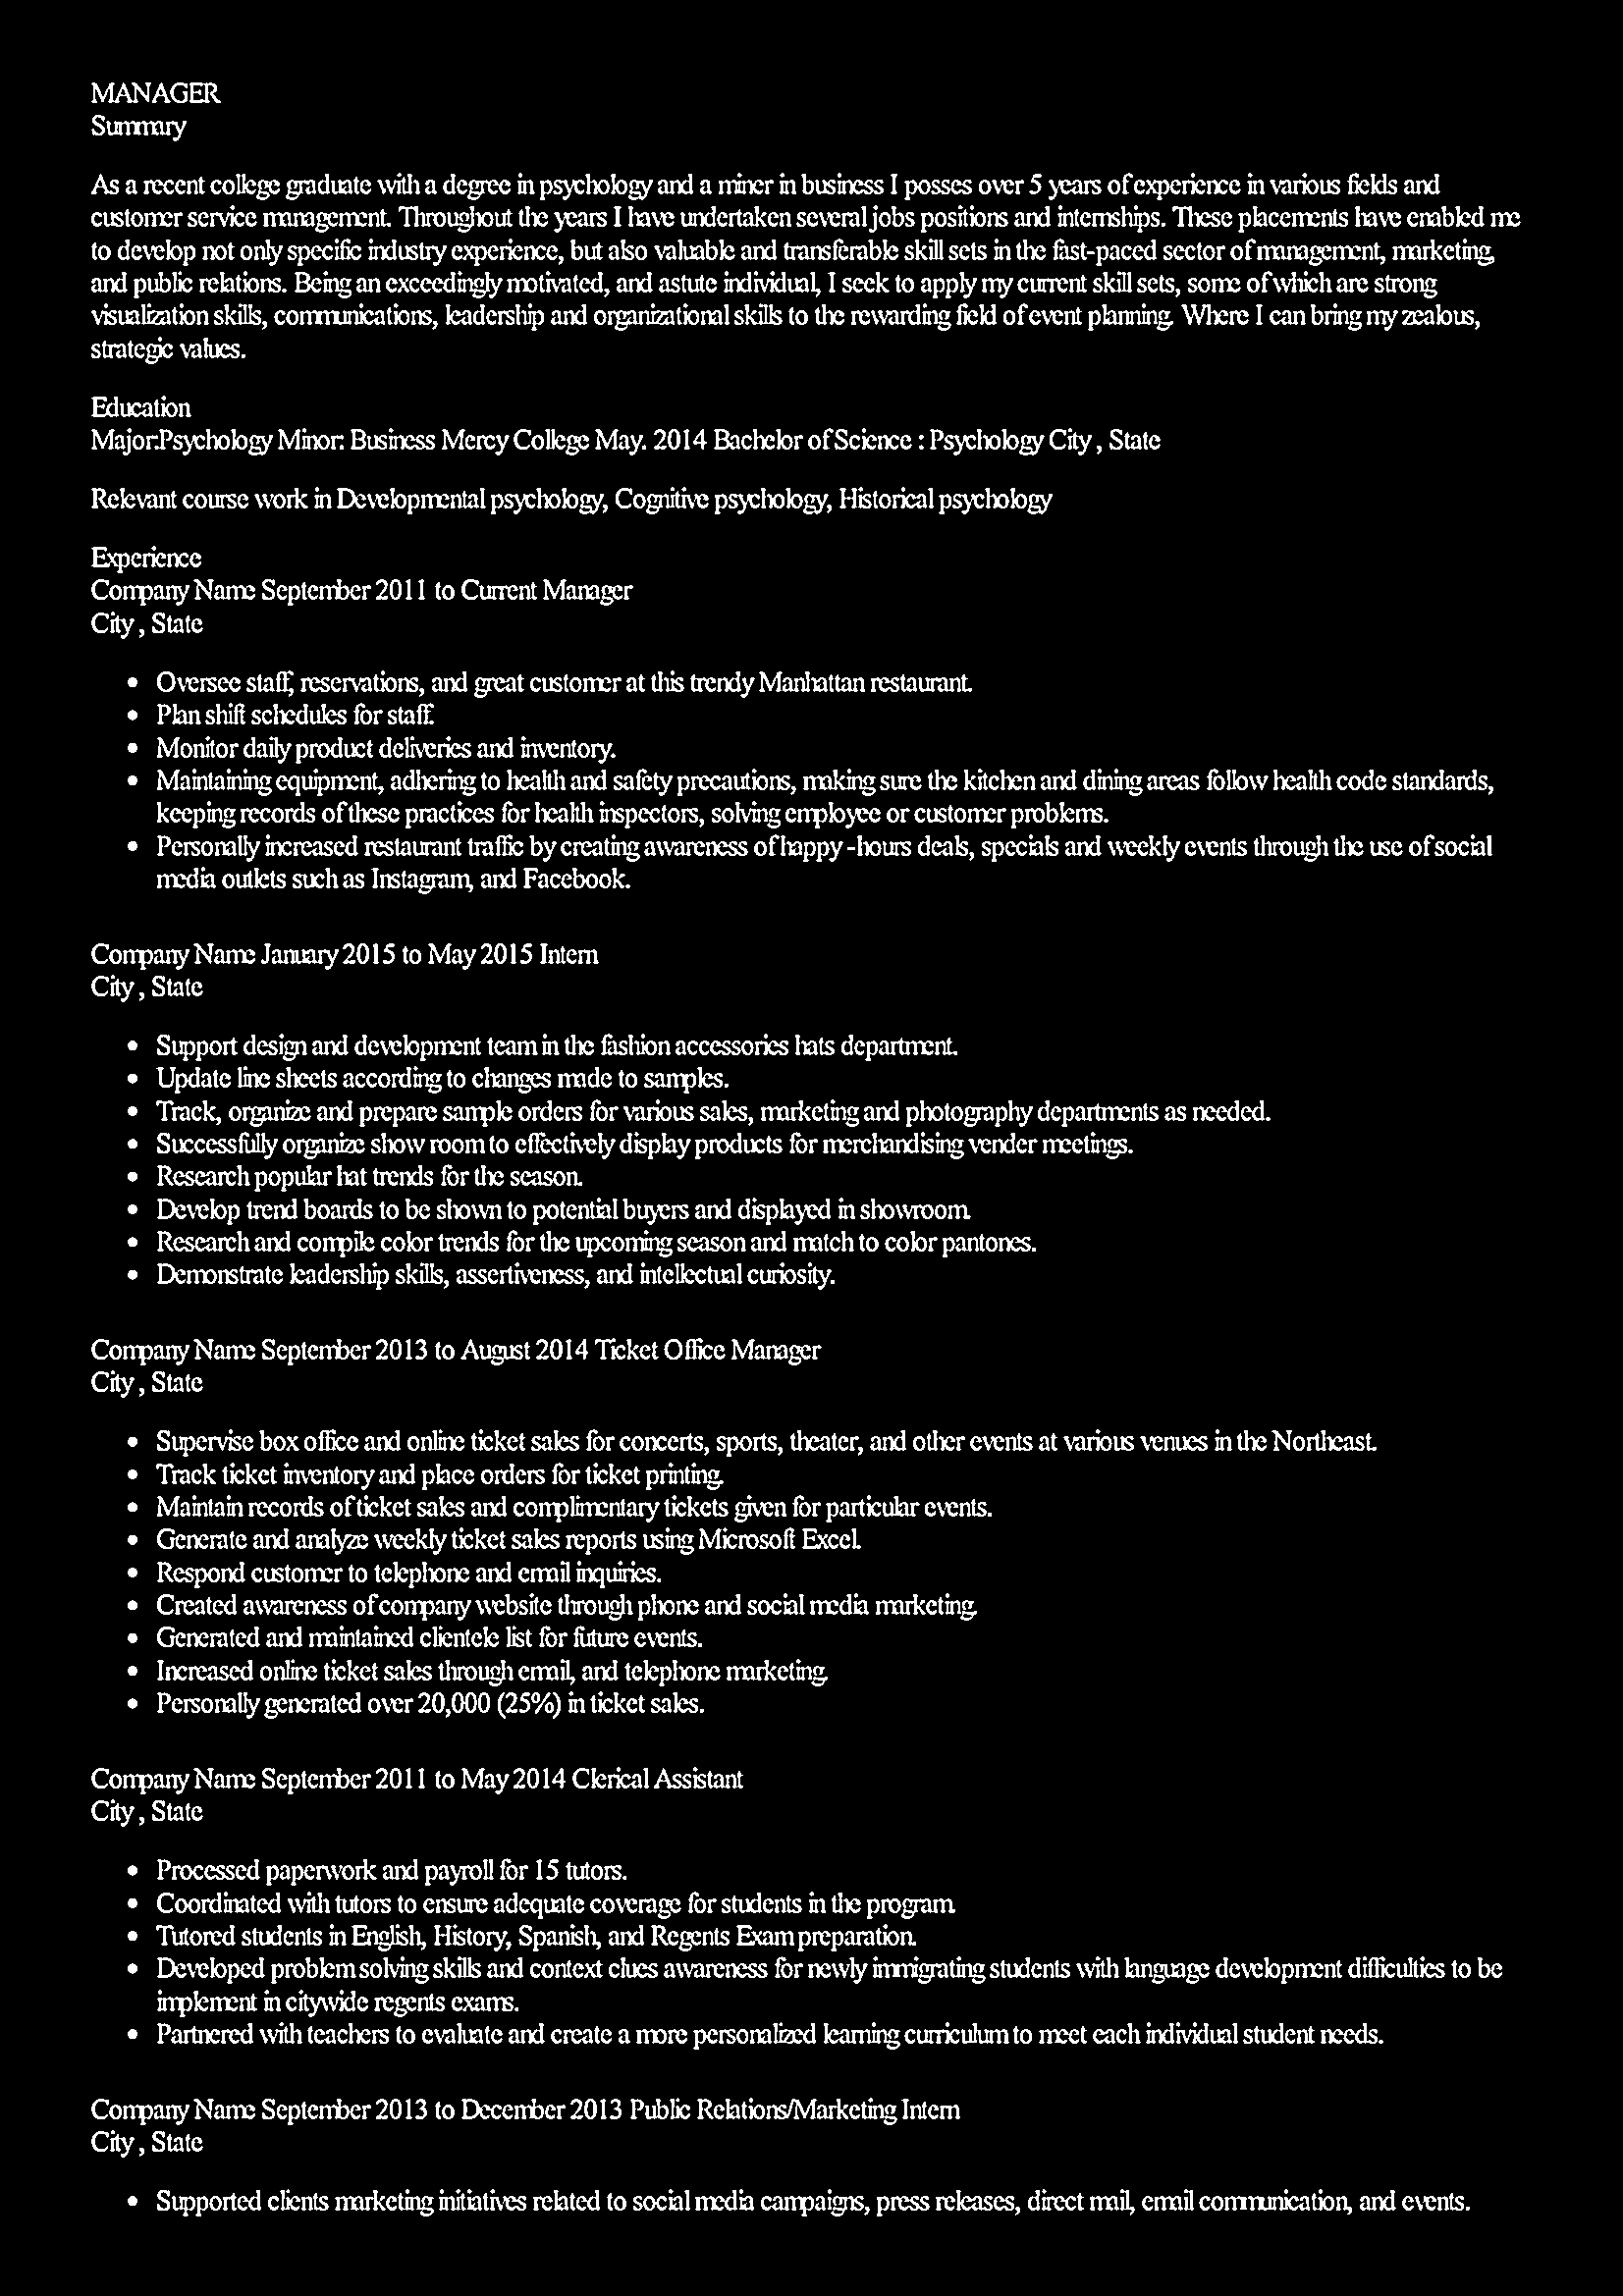 MANAGER
Summary
As a recent college graduate with a degree in psychology and a miner in business I posses over 5 years of experience in various fields and
customer service management. Throughout the years I have undertaken several jobs positions and internships. These placements have enabled me
to develop not only specific industry experience, but also valuable and transferable skill sets in the fast-paced sector of management, marketing,
and public relations. Being an exceedingly motivated, and astute individual, I seek to apply my current skill sets, some of which are strong
visualization skills, communications, leadership and organizational skills to the rewarding field of event planning. Where I can bring my zealous,
strategic values.
Education
Major:Psychology Minor: Business Mercy College May. 2014 Bachelor of Science : Psychology City , State
Relevant course work in Developmental psychology, Cognitive psychology, Historical psychology
Experience
Company Name September 2011 to Current Manager
City , State
• Oversee staff, reservations, and great customer at this trendy Manhattan restaurant.
• Plan shift schedules for staff.
• Monitor daily product deliveries and inventory.
• Maintaining equipment, adhering to health and safety precautions, making sure the kitchen and dining areas follow health code standards,
keeping records of these practices for health inspectors, solving employee or customer problems.
• Personally increased restaurant traffic by creating awareness of happy -hours deals, specials and weekly events through the use of social
media outlets such as Instagram, and Facebook.
Company Name January 2015 to May 2015 Intern
City , State
• Support design and development team in the fashion accessories hats department.
• Update line sheets according to changes made to samples.
• Track, organize and prepare sample orders for various sales, marketing and photography departments as needed.
• Successfully organize show room to effectively display products for merchandising vender meetings.
• Research popular hat trends for the season.
• Develop trend boards to be shown to potential buyers and displayed in showroom.
• Research and compile color trends for the upcoming season and match to color pantones.
• Demonstrate leadership skills, assertiveness, and intellectual curiosity.
Company Name September 2013 to August 2014 Ticket Office Manager
City , State
• Supervise box office and online ticket sales for concerts, sports, theater, and other events at various venues in the Northeast.
• Track ticket inventory and place orders for ticket printing.
• Maintain records of ticket sales and complimentary tickets given for particular events.
• Generate and analyze weekly ticket sales reports using Microsoft Excel.
• Respond customer to telephone and email inquiries.
• Created awareness of company website through phone and social media marketing.
• Generated and maintained clientele list for future events.
• Increased online ticket sales through email, and telephone marketing.
• Personally generated over 20,000 (25%) in ticket sales.
Company Name September 2011 to May 2014 Clerical Assistant
City , State
• Processed paperwork and payroll for 15 tutors.
• Coordinated with tutors to ensure adequate coverage for students in the program.
• Tutored students in English, History, Spanish, and Regents Exam preparation.
• Developed problem solving skills and context clues awareness for newly immigrating students with language development difficulties to be
implement in citywide regents exams.
• Partnered with teachers to evaluate and create a more personalized learning curriculum to meet each individual student needs.
Company Name September 2013 to December 2013 Public Relations/Marketing Intern
City , State
• Supported clients marketing initiatives related to social media campaigns, press releases, direct mail, email communication, and events.